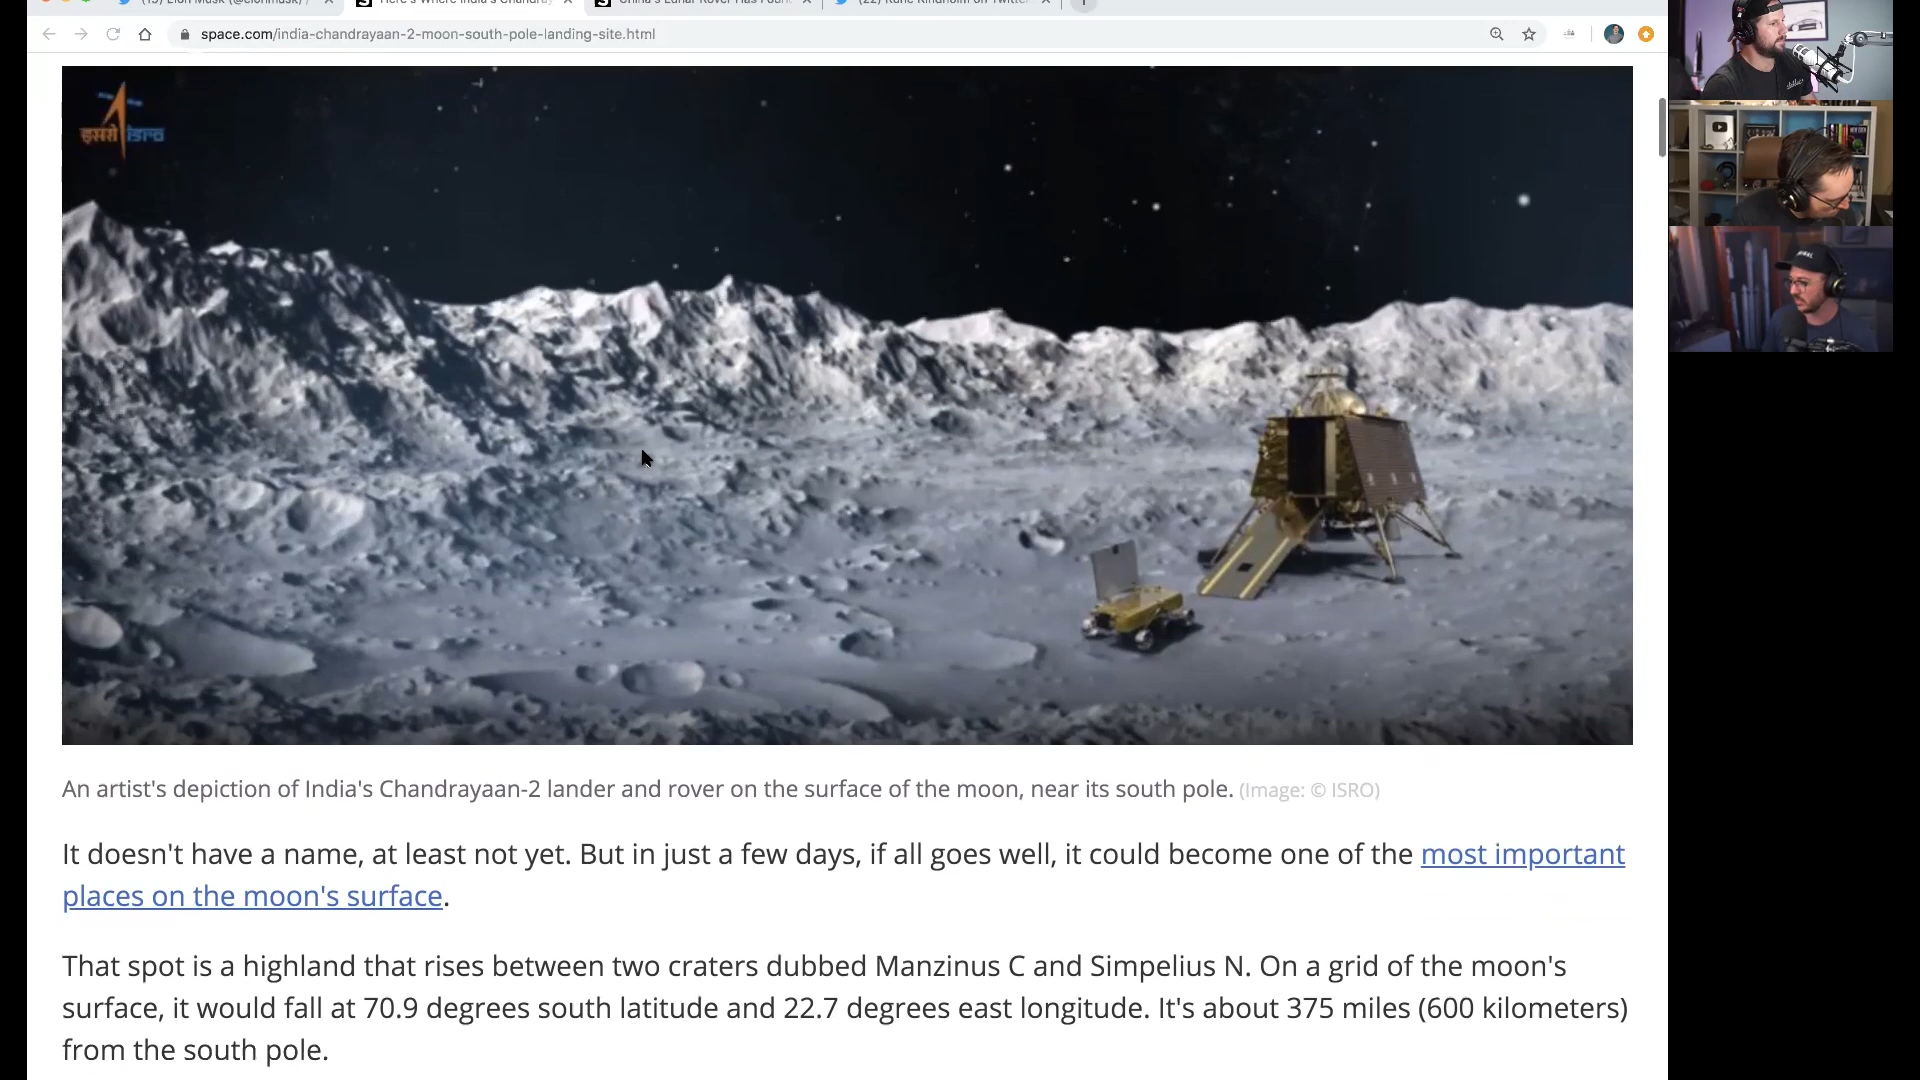 space.com/india-chandrayaan-2-moon-south-pole-landing-site.html
इसरो isro
An artist's depiction of India's Chandrayaan-2 lander and rover on the surface of the moon, near its south pole. (Image: © ISRO)
It doesn't have a name, at least not yet. But in just a few days, if all goes well, it could become one of the most important
places on the moon's surface.
That spot is a highland that rises between two craters dubbed Manzinus C and Simpelius N. On a grid of the moon's
surface, it would fall at 70.9 degrees south latitude and 22.7 degrees east longitude. It's about 375 miles (600 kilometers)
from the south pole.